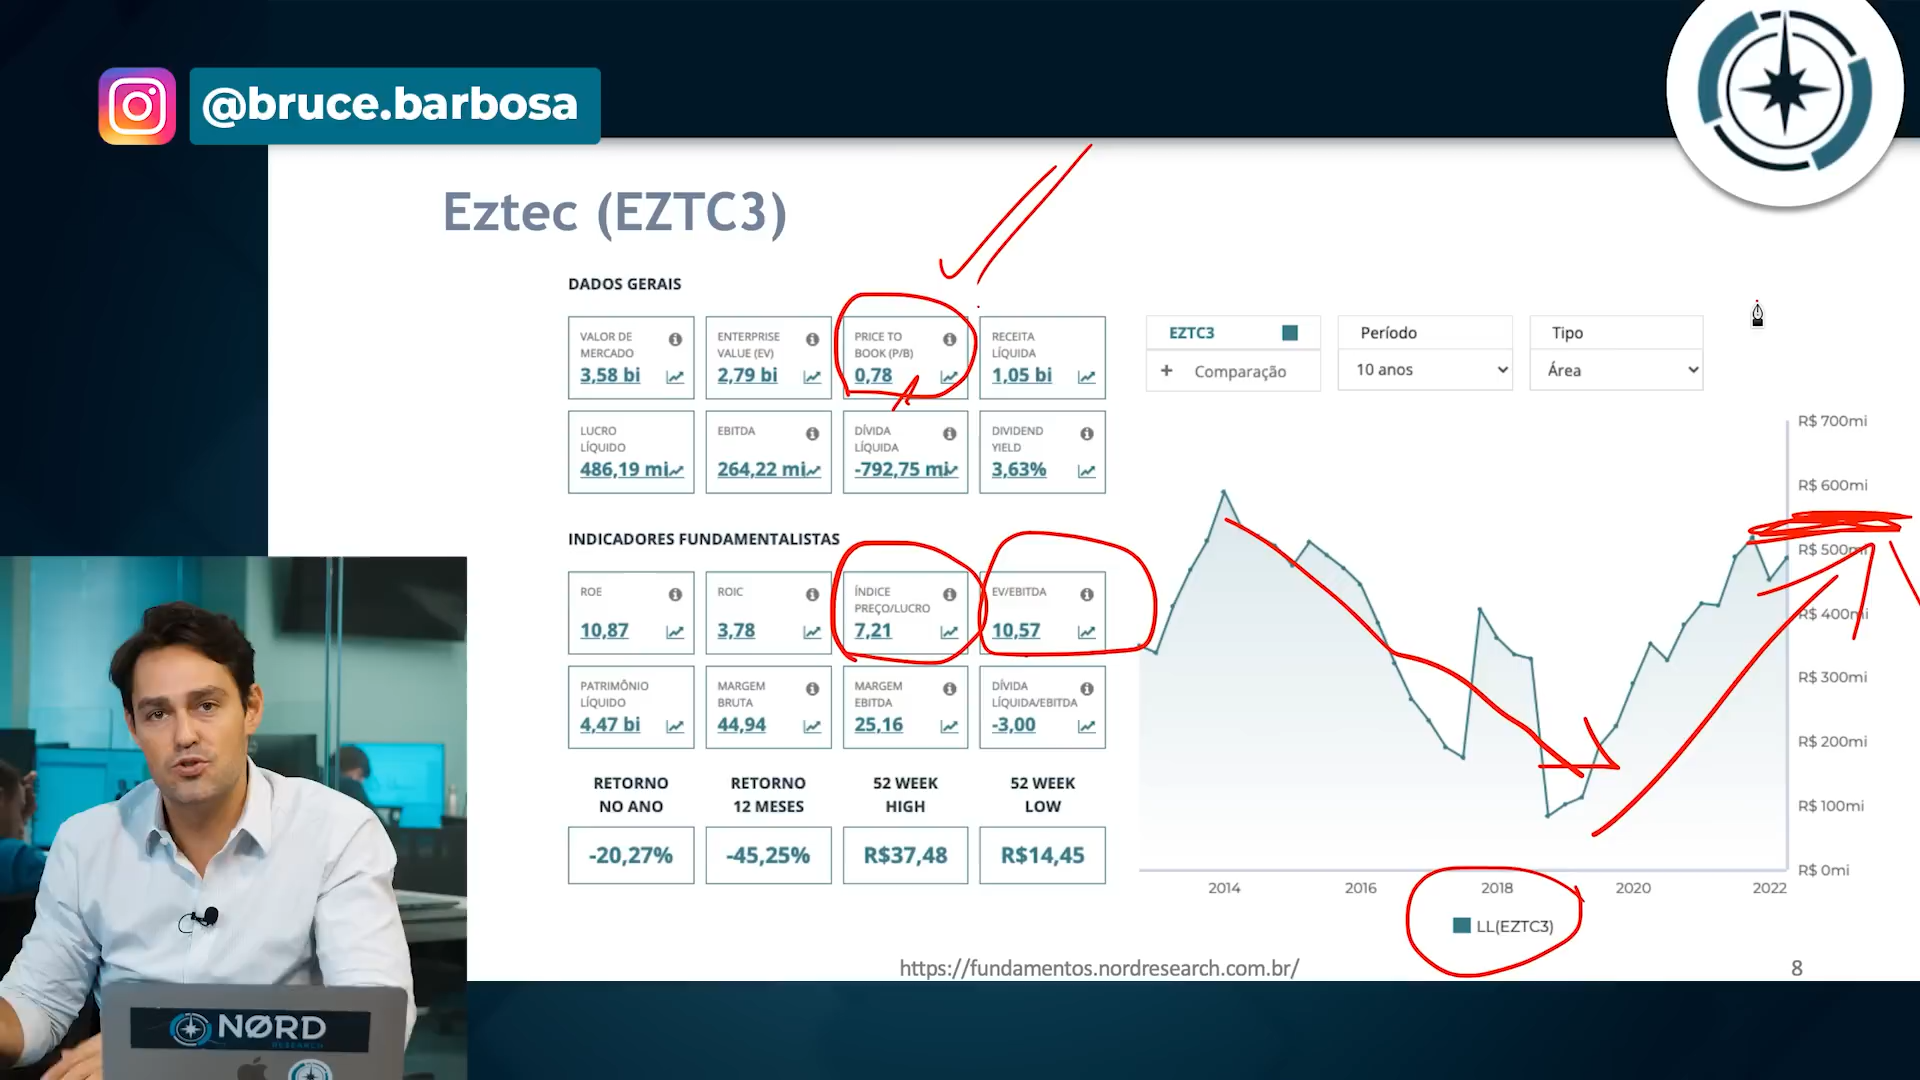 @bruce.barbosa
Eztec (EZTC3)
DADOS GERAIS
VALOR DE
MERCADO
3,58 bi
ENTERPRISE
VALUE (EV)
2,79 bi
PRICE TO
BOOK (P/B)
0,78
RECEITA
LÍQUIDA
1,05 bi
LUCRO
LÍQUIDO
486,19 mi
EBITDA
264,22 mi
DÍVIDA
LÍQUIDA
-792,75 mi
DIVIDEND
YIELD
3,63%
INDICADORES FUNDAMENTALISTAS
ROE
10,87
ROIC
3,78
ÍNDICE
PREÇO/LUCRO
7,21
EV/EBITDA
10,57
PATRIMÔNIO
LÍQUIDO
4,47 bi
MARGEM
BRUTA
44,94
MARGEM
EBITDA
25,16
DÍVIDA
LÍQUIDA/EBITDA
-3,00
RETORNO
NO ANO
-20,27%
RETORNO
12 MESES
-45,25%
52 WEEK
HIGH
R$37,48
52 WEEK
LOW
R$14,45
EZTC3
+ Comparação
Período
10 anos
Tipo
Área
R$ 700mi
R$ 600mi
R$ 500mi
R$ 400mi
R$ 300mi
R$ 200mi
R$ 100mi
R$ 0mi
2014
2016
2018
2020
2022
LL(EZTC3)
https://fundamentos.nordresearch.com.br/
8
NØRD
RESEARCH